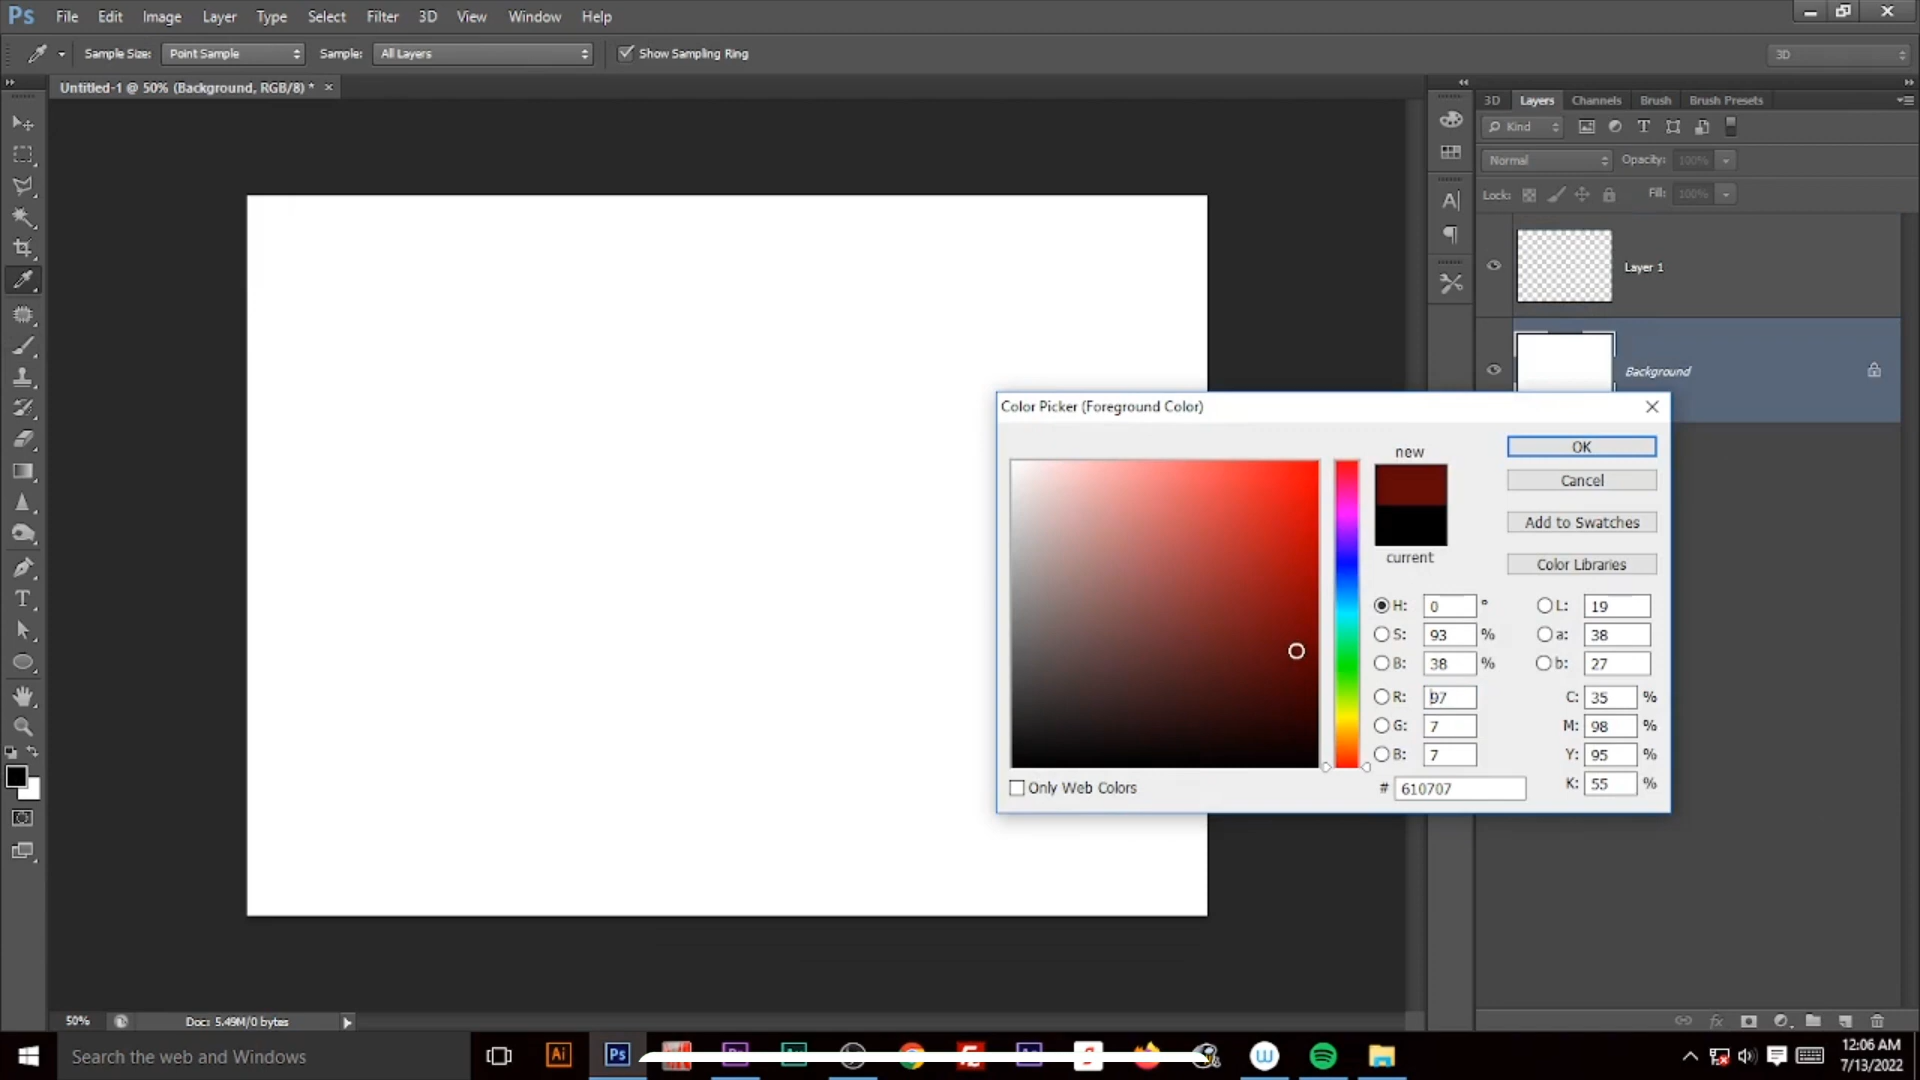 Ps File Edit Image Layer Type Select Filter 3D View Window Help
Sample Size: Point Sample Sample: All Layers Show Sampling Ring 3D
Untitled-1 @ 50% (Background, RGB/8) * ×
3D Layers Channels Brush Brush Presets
Kind
Normal Opacity: 100%
Lock: Fill: 100%
Layer 1
Background
Color Picker (Foreground Color)
new
current
OK
Cancel
Add to Swatches
Color Libraries
H: 0 ° L: 19
S: 93 % a: 38
B: 38 % b: 27
R: 97 C: 35 %
G: 7 M: 98 %
B: 7 Y: 95 %
Only Web Colors # 610707 K: 55 %
50% Doc: 5.49M/0 bytes
Search the web and Windows
Ai Ps
12:06 AM
7/13/2022